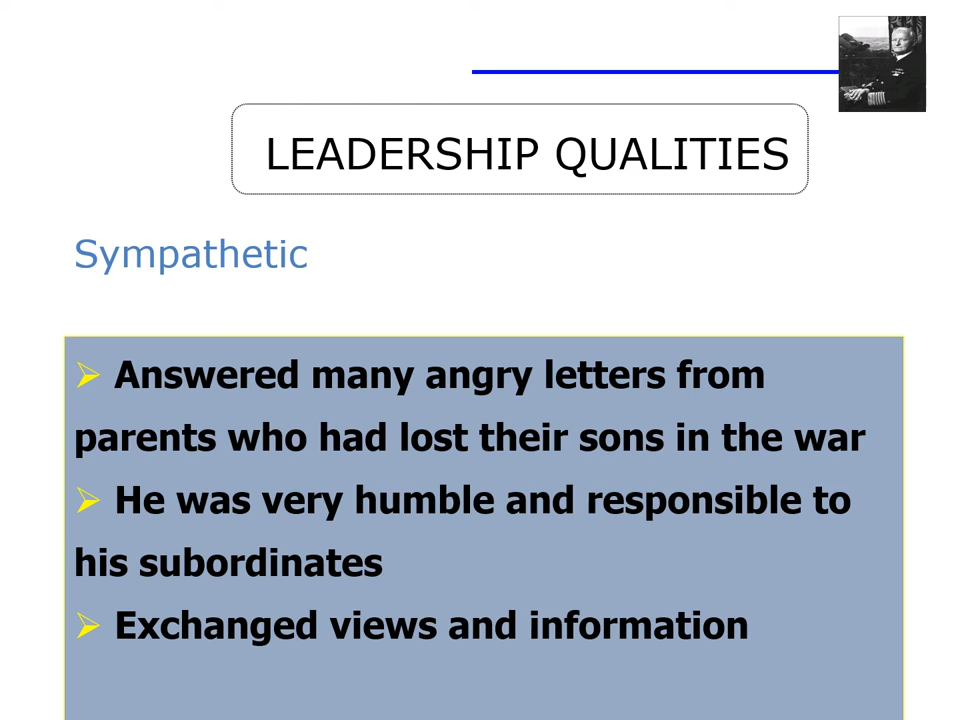 LEADERSHIP QUALITIES
Sympathetic
➢ Answered many angry letters from
parents who had lost their sons in the war
➢ He was very humble and responsible to
his subordinates
➢ Exchanged views and information